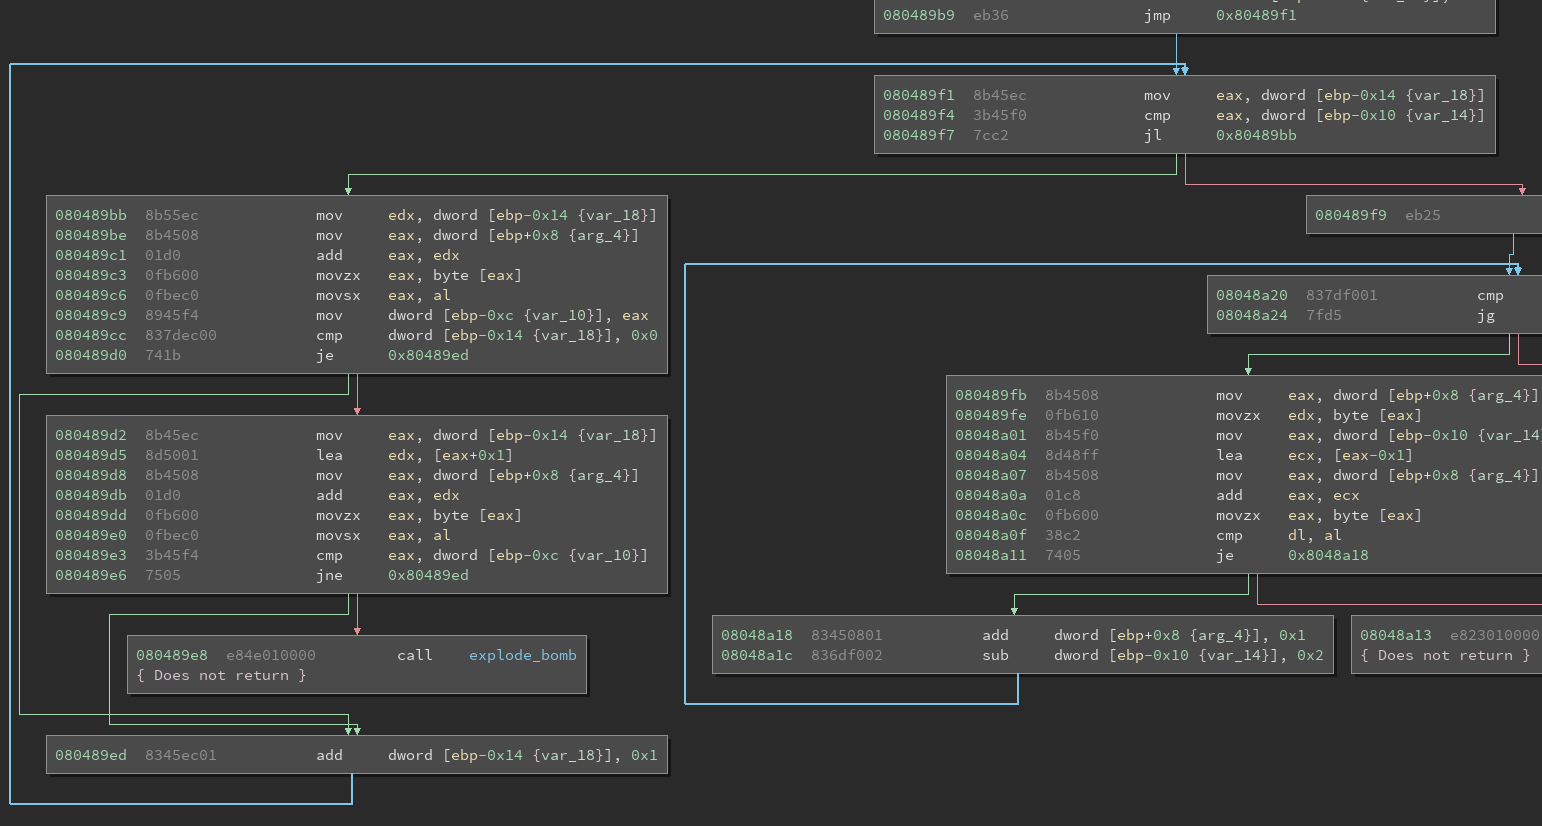 080489b9 eb36 jmp 0x80489f1
080489f1 8b45ec mov eax, dword [ebp-0x14 {var_18}]
080489f4 3b45f0 cmp eax, dword [ebp-0x10 {var_14}]
080489f7 7cc2 jl 0x80489bb
080489bb 8b55ec mov edx, dword [ebp-0x14 {var_18}]
080489be 8b4508 mov eax, dword [ebp+0x8 {arg_4}]
080489c1 01d0 add eax, edx
080489c3 0fb600 movzx eax, byte [eax]
080489c6 0fbec0 movsx eax, al
080489c9 8945f4 mov dword [ebp-0xc {var_10}], eax
080489cc 837dec00 cmp dword [ebp-0x14 {var_18}], 0x0
080489d0 741b je 0x80489ed
080489f9 eb25
08048a20 837df001 cmp
08048a24 7fd5 jg
080489d2 8b45ec mov eax, dword [ebp-0x14 {var_18}]
080489d5 8d5001 lea edx, [eax+0x1]
080489d8 8b4508 mov eax, dword [ebp+0x8 {arg_4}]
080489db 01d0 add eax, edx
080489dd 0fb600 movzx eax, byte [eax]
080489e0 0fbec0 movsx eax, al
080489e3 3b45f4 cmp eax, dword [ebp-0xc {var_10}]
080489e6 7505 jne 0x80489ed
080489fb 8b4508 mov eax, dword [ebp+0x8 {arg_4}]
080489fe 0fb610 movzx edx, byte [eax]
08048a01 8b45f0 mov eax, dword [ebp-0x10 {var_14
08048a04 8d48ff lea ecx, [eax-0x1]
08048a07 8b4508 mov eax, dword [ebp+0x8 {arg_4}]
08048a0a 01c8 add eax, ecx
08048a0c 0fb600 movzx eax, byte [eax]
08048a0f 38c2 cmp dl, al
08048a11 7405 je 0x8048a18
080489e8 e84e010000 call explode_bomb
{ Does not return }
08048a18 83450801 add dword [ebp+0x8 {arg_4}], 0x1
08048a1c 836df002 sub dword [ebp-0x10 {var_14}], 0x2
08048a13 e823010000
{ Does not return }
080489ed 8345ec01 add dword [ebp-0x14 {var_18}], 0x1